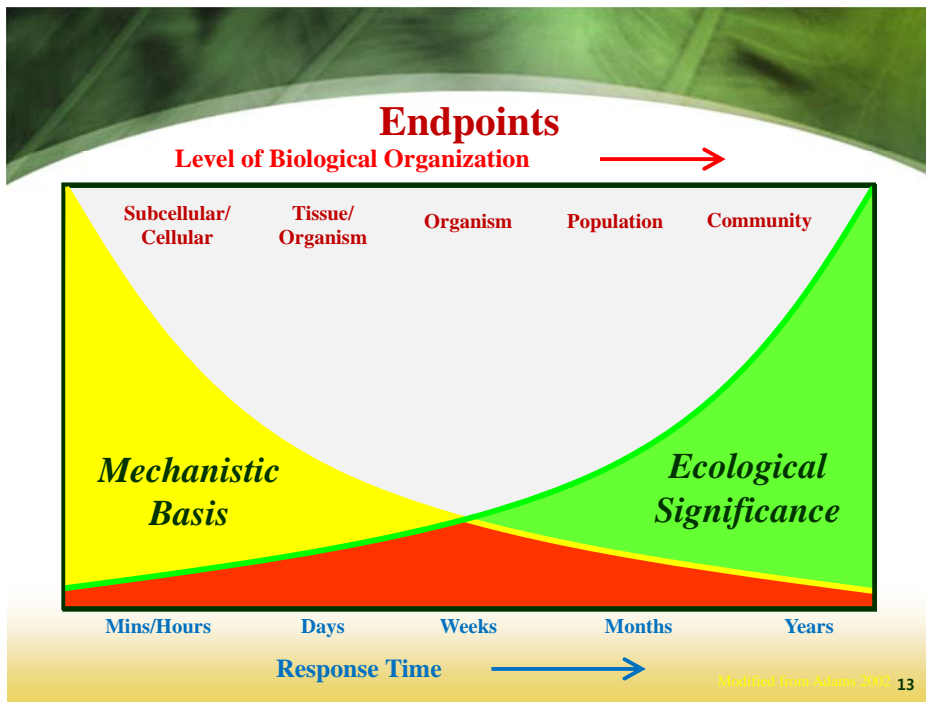 Endpoints
Level of Biological Organization
Subcellular/
Cellular
Tissue/
Organism
Organism
Population
Community
Mechanistic
Basis
Ecological
Significance
Mins/Hours
Days
Weeks
Months
Years
Response Time
Modified from Adams 2002
13